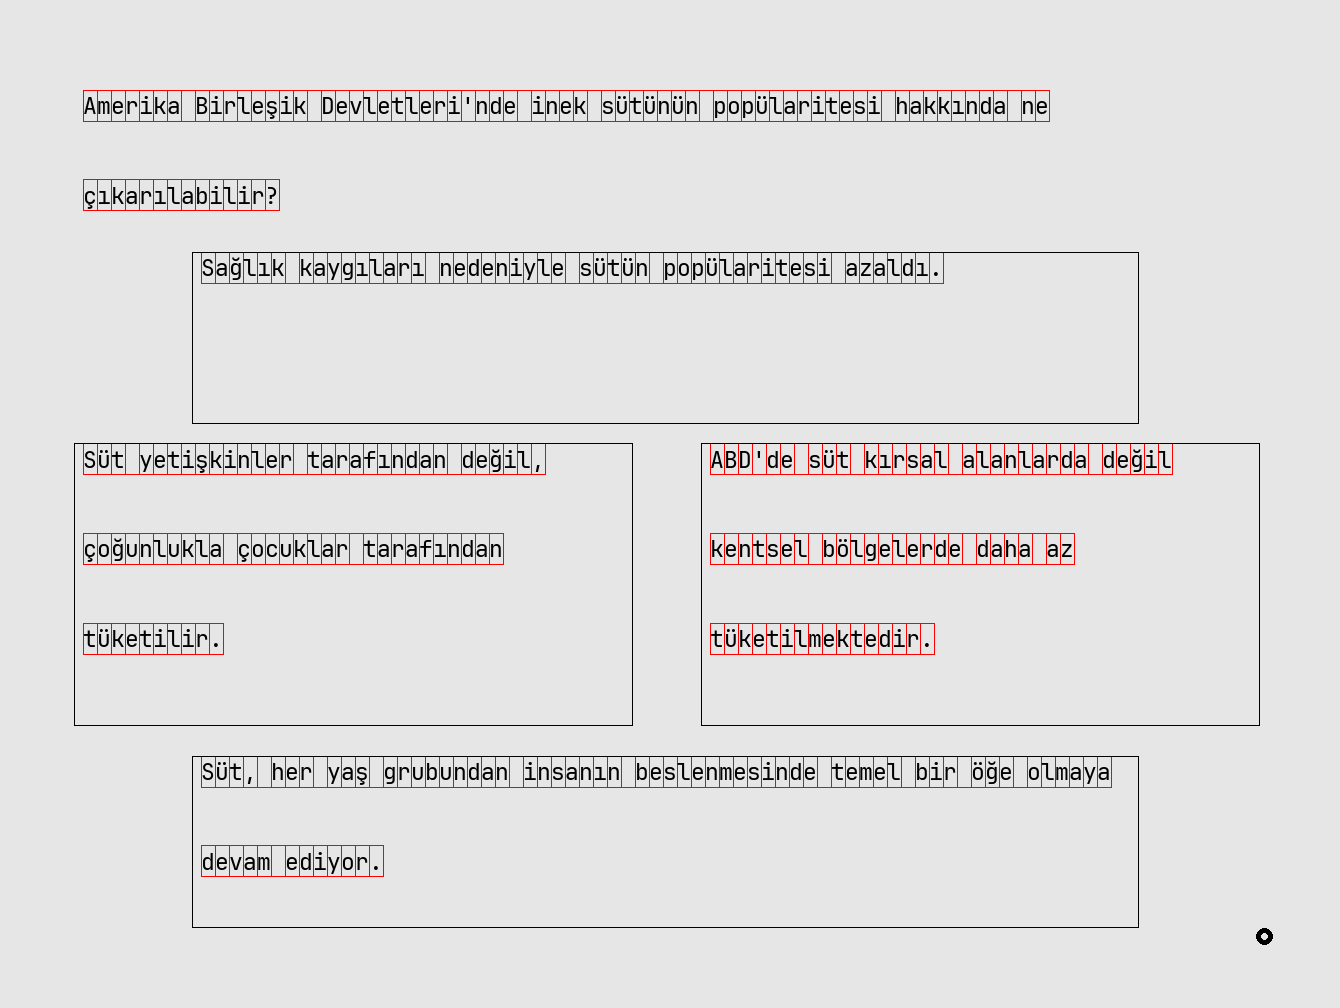 Amerika Birleşik Devletleri'nde inek sütünün popülaritesi hakkında ne
çıkarılabilir?
Sağlık kaygıları nedeniyle sütün popülaritesi azaldı.
Süt yetişkinler tarafından değil,
çoğunlukla çocuklar tarafından
tüketilir.
ABD'de süt kırsal alanlarda değil
kentsel bölgelerde daha az
tüketilmektedir.
Süt, her yaş grubundan insanın beslenmesinde temel bir öğe olmaya
devam ediyor.